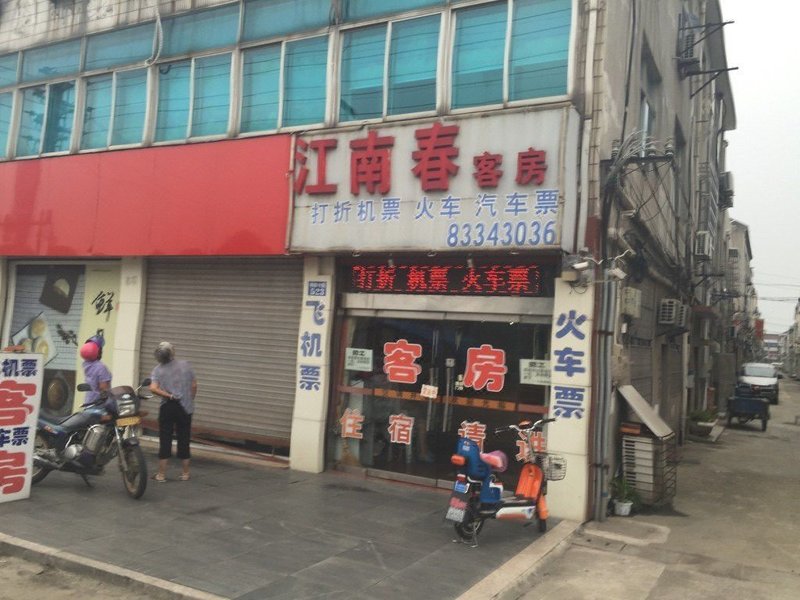 江南春客房
打折机票 火车 汽车票
83343036
打折 机票 火车票
飞机票
火车票
客房
住宿请进
鲜
机票
客
车票
房